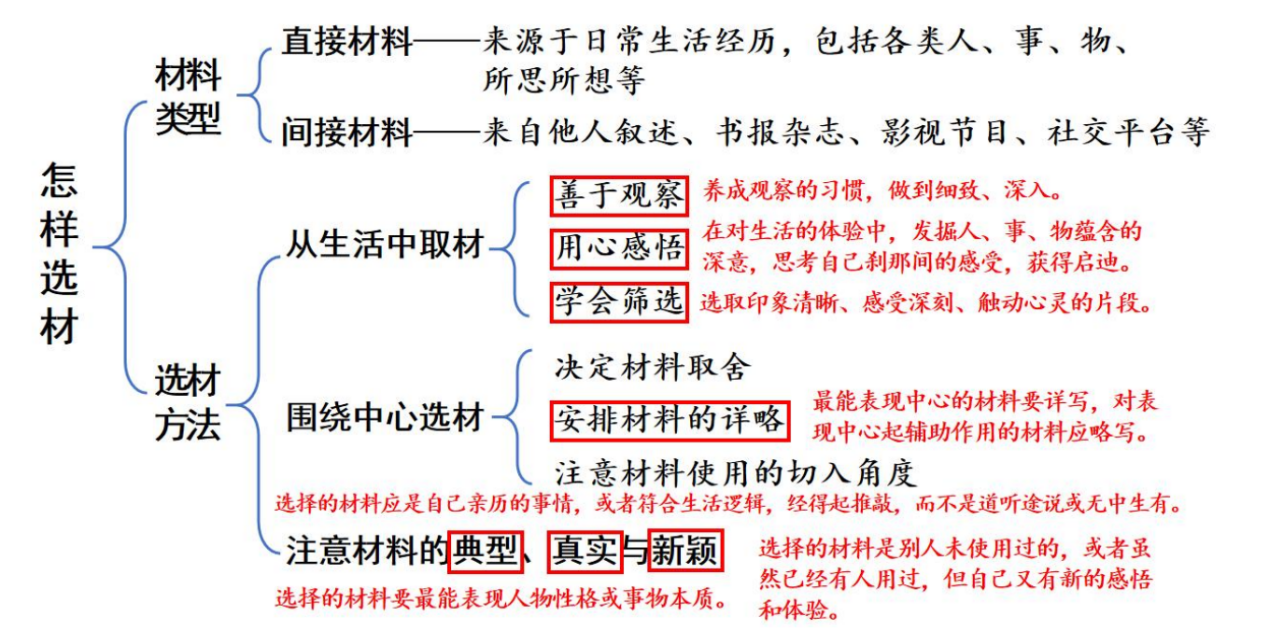 怎样选材
材料
类型
直接材料——来源于日常生活经历，包括各类人、事、物、
所思所想等
间接材料——来自他人叙述、书报杂志、影视节目、社交平台等
选材
方法
从生活中取材
善于观察 养成观察的习惯，做到细致、深入。
用心感悟 在对生活的体验中，发掘人、事、物蕴含的
深意，思考自己刹那间的感受，获得启迪。
学会筛选 选取印象清晰、感受深刻、触动心灵的片段。
围绕中心选材
决定材料取舍
安排材料的详略 最能表现中心的材料要详写，对表
现中心起辅助作用的材料应略写。
注意材料使用的切入角度
选择的材料应是自己亲历的事情，或者符合生活逻辑，经得起推敲，而不是道听途说或无中生有。
注意材料的典型、真实与新颖
选择的材料是别人未使用过的，或者虽
然已经有人用过，但自己又有新的感悟
和体验。
选择的材料要最能表现人物性格或事物本质。